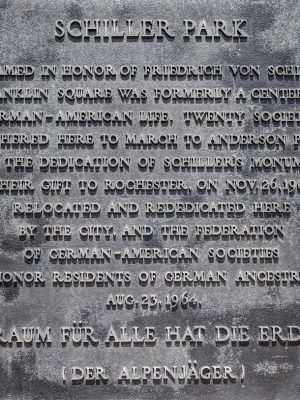 SCHILLER PARK
MED IN HONOR OF FRIEDRICH VON SCHI
NKLIN SQUARE WAS FORMERLY A CENTER
RMAN-AMERICAN LIFE. TWENTY SOCIET
HERED HERE TO MARCH TO ANDERSON P
THE DEDICATION OF SCHILLER'S MONUM
HEIR GIFT TO ROCHESTER, ON NOV. 26, 19
RELOCATED AND REDEDICATED HERE
BY THE CITY, AND THE FEDERATION
OF GERMAN-AMERICAN SOCIETIES
HONOR RESIDENTS OF GERMAN ANCESTR
AUG. 23, 1964.
RAUM FÜR ALLE HAT DIE ERD
(DER ALPENJÄGER)